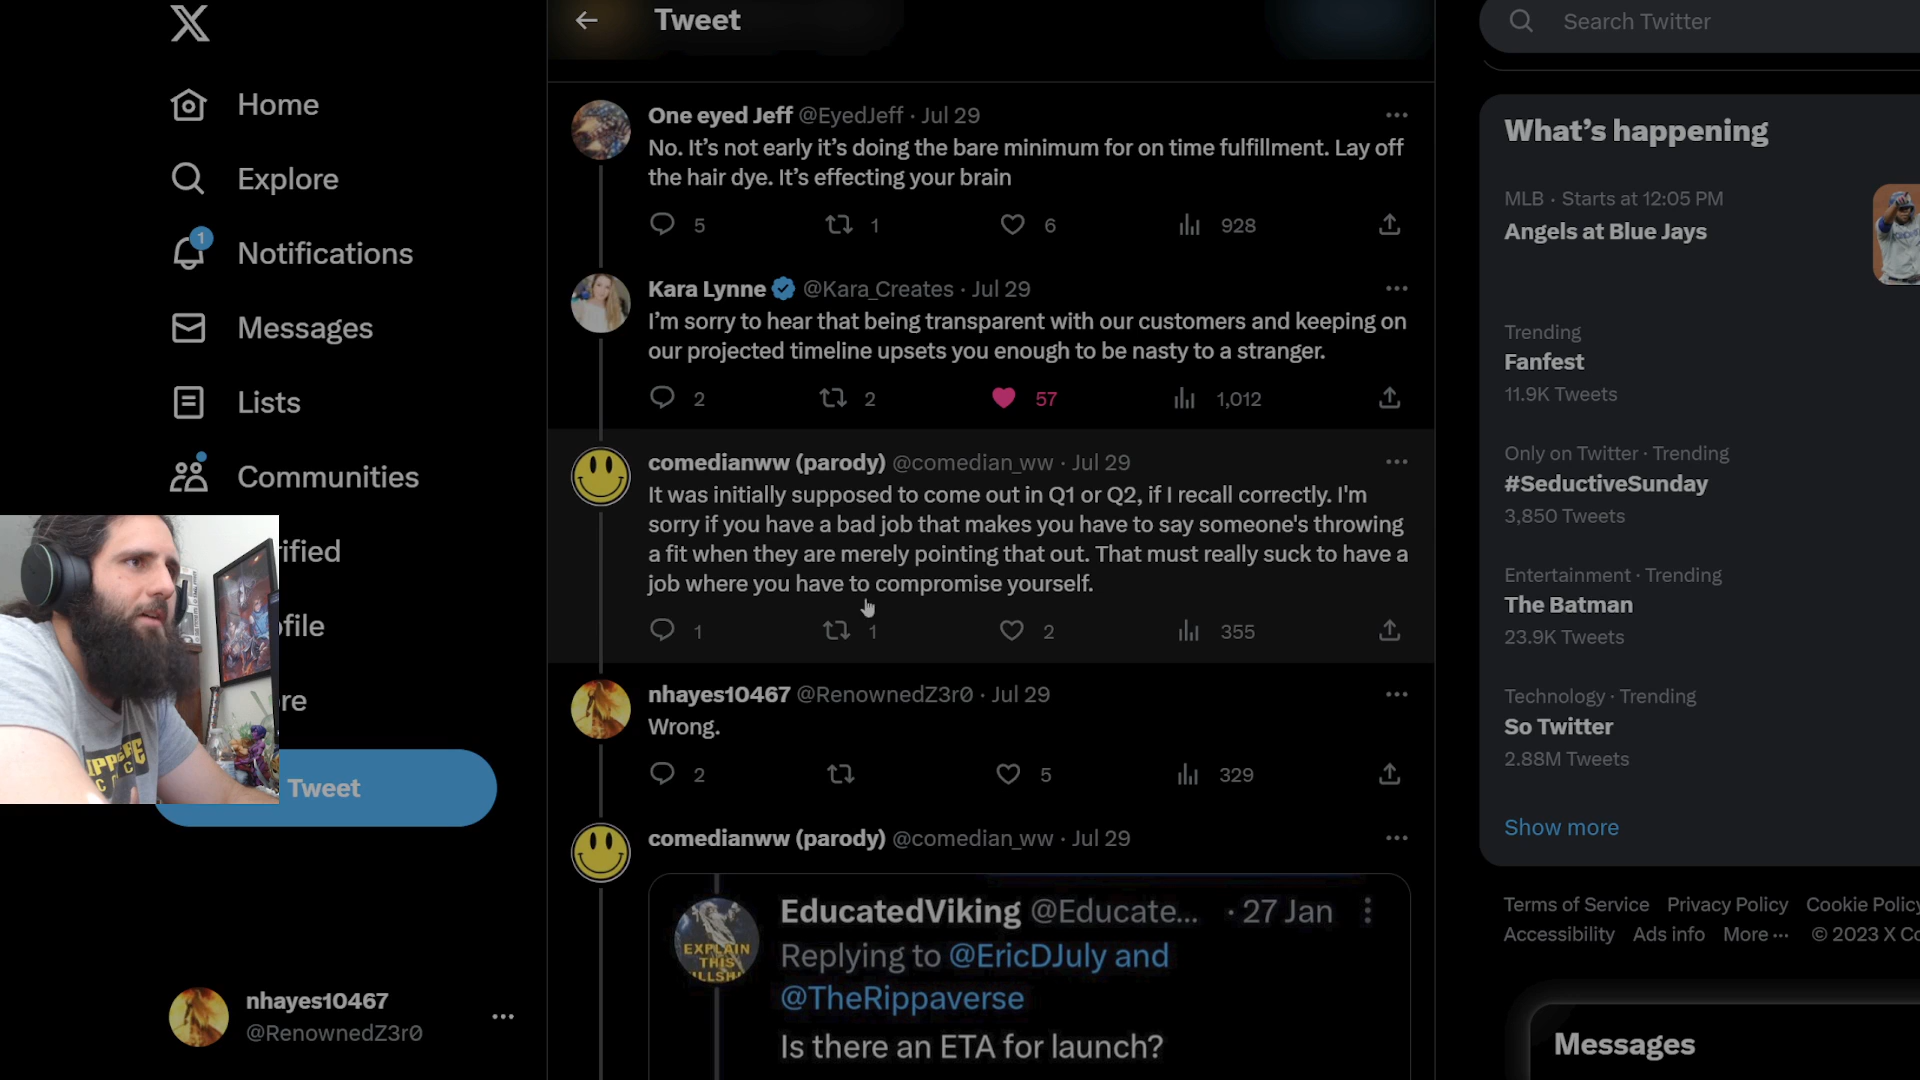 Tweet
Search Twitter
Home
Explore
1
Notifications
Messages
Lists
Communities
Tweet
nhayes10467
@RenownedZ3r0
One eyed Jeff @EyedJeff · Jul 29
No. It's not early it's doing the bare minimum for on time fulfillment. Lay off
the hair dye. It's effecting your brain
5 1 6 928
Kara Lynne @Kara_Creates · Jul 29
I'm sorry to hear that being transparent with our customers and keeping on
our projected timeline upsets you enough to be nasty to a stranger.
2 2 57 1,012
comedianww (parody) @comedian_ww · Jul 29
It was initially supposed to come out in Q1 or Q2, if I recall correctly. I'm
sorry if you have a bad job that makes you have to say someone's throwing
a fit when they are merely pointing that out. That must really suck to have a
job where you have to compromise yourself.
1 1 2 355
nhayes10467 @RenownedZ3r0 · Jul 29
Wrong.
2 5 329
comedianww (parody) @comedian_ww · Jul 29
EducatedViking @Educate... · 27 Jan
EXPLAIN
THIS
Replying to @EricDJuly and
@TheRippaverse
Is there an ETA for launch?
What's happening
MLB · Starts at 12:05 PM
Angels at Blue Jays
Trending
Fanfest
11.9K Tweets
Only on Twitter · Trending
#SeductiveSunday
3,850 Tweets
Entertainment · Trending
The Batman
23.9K Tweets
Technology · Trending
So Twitter
2.88M Tweets
Show more
Terms of Service Privacy Policy Cookie Policy
Accessibility Ads info More ··· © 2023 X Co
Messages